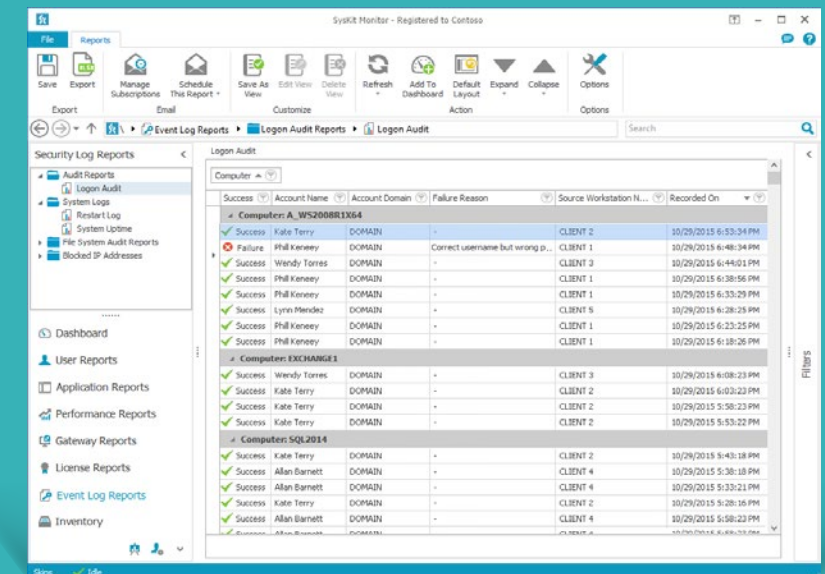 SysKit Monitor - Registered to Contoso
File Reports
Save Export Manage Subscriptions Schedule This Report Save As View Edit View Delete View Refresh Add To Dashboard Default Layout Expand Collapse Options
Export Email Customize Action Options
Event Log Reports Logon Audit Reports Logon Audit Search
Security Log Reports
Audit Reports
Logon Audit
System Logs
Restart Log
System Uptime
File System Audit Reports
Blocked IP Addresses
Dashboard
User Reports
Application Reports
Performance Reports
Gateway Reports
License Reports
Event Log Reports
Inventory
Logon Audit
Computer
Success Account Name Account Domain Failure Reason Source Workstation N... Recorded On
Computer: A_WS2008R1X64
Success Kate Terry DOMAIN - CLIENT 2 10/29/2015 6:53:34 PM
Failure Phil Keneey DOMAIN Correct username but wrong p... CLIENT 1 10/29/2015 6:48:34 PM
Success Wendy Torres DOMAIN - CLIENT 3 10/29/2015 6:44:01 PM
Success Phil Keneey DOMAIN - CLIENT 1 10/29/2015 6:38:56 PM
Success Phil Keneey DOMAIN - CLIENT 1 10/29/2015 6:33:29 PM
Success Lynn Mendez DOMAIN - CLIENT 5 10/29/2015 6:28:25 PM
Success Phil Keneey DOMAIN - CLIENT 1 10/29/2015 6:23:25 PM
Success Phil Keneey DOMAIN - CLIENT 1 10/29/2015 6:18:26 PM
Computer: EXCHANGE1
Success Wendy Torres DOMAIN - CLIENT 3 10/29/2015 6:08:23 PM
Success Kate Terry DOMAIN - CLIENT 2 10/29/2015 6:03:23 PM
Success Kate Terry DOMAIN - CLIENT 2 10/29/2015 5:58:23 PM
Success Kate Terry DOMAIN - CLIENT 2 10/29/2015 5:53:22 PM
Computer: SQL2014
Success Kate Terry DOMAIN - CLIENT 2 10/29/2015 5:43:18 PM
Success Allan Barnett DOMAIN - CLIENT 4 10/29/2015 5:38:18 PM
Success Allan Barnett DOMAIN - CLIENT 4 10/29/2015 5:33:21 PM
Success Kate Terry DOMAIN - CLIENT 2 10/29/2015 5:28:16 PM
Success Allan Barnett DOMAIN - CLIENT 4 10/29/2015 5:58:23 PM
Success Allan Barnett DOMAIN - CLIENT 4 10/29/2015 5:58:23 PM
Filters
Skins Idle